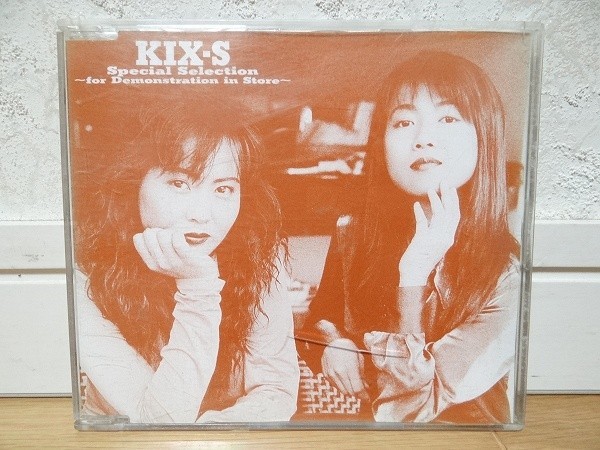 KIX·S
Special Selection
~for Demonstration in Store~